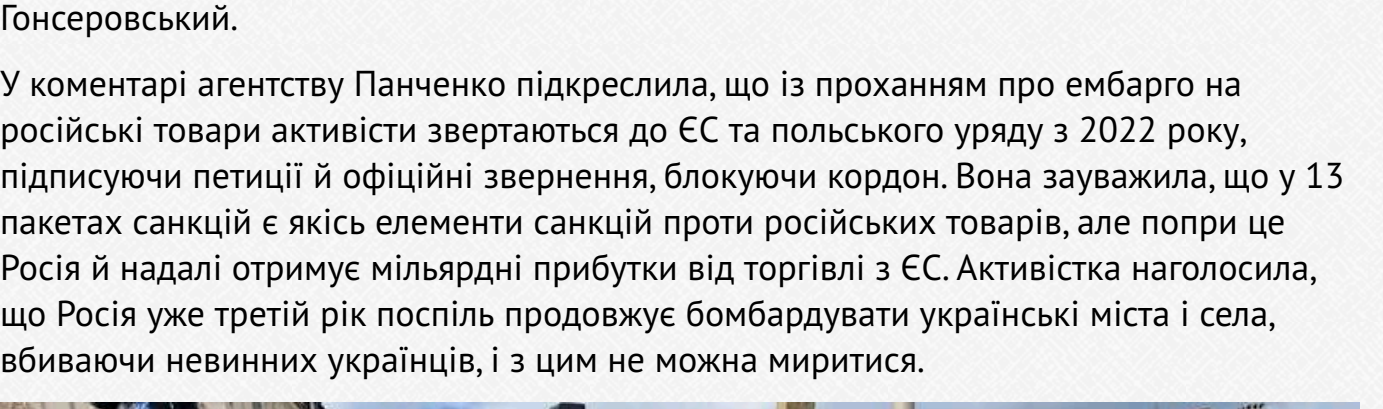 Гонсеровський.
У коментарі агентству Панченко підкреслила, що із проханням про ембарго на
російські товари активісти звертаються до ЄС та польського уряду з 2022 року,
підписуючи петиції й офіційні звернення, блокуючи кордон. Вона зауважила, що у 13
пакетах санкцій є якісь елементи санкцій проти російських товарів, але попри це
Росія й надалі отримує мільярдні прибутки від торгівлі з ЄС. Активістка наголосила,
що Росія уже третій рік поспіль продовжує бомбардувати українські міста і села,
вбиваючи невинних українців, і з цим не можна миритися.